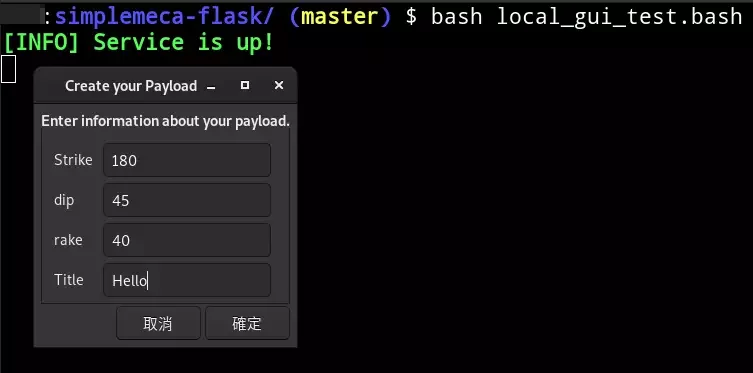 :simplemeca-flask/ (master) $ bash local_gui_test.bash
[INFO] Service is up!
Create your Payload
Enter information about your payload.
Strike 180
dip 45
rake 40
Title Hello
取消 確定